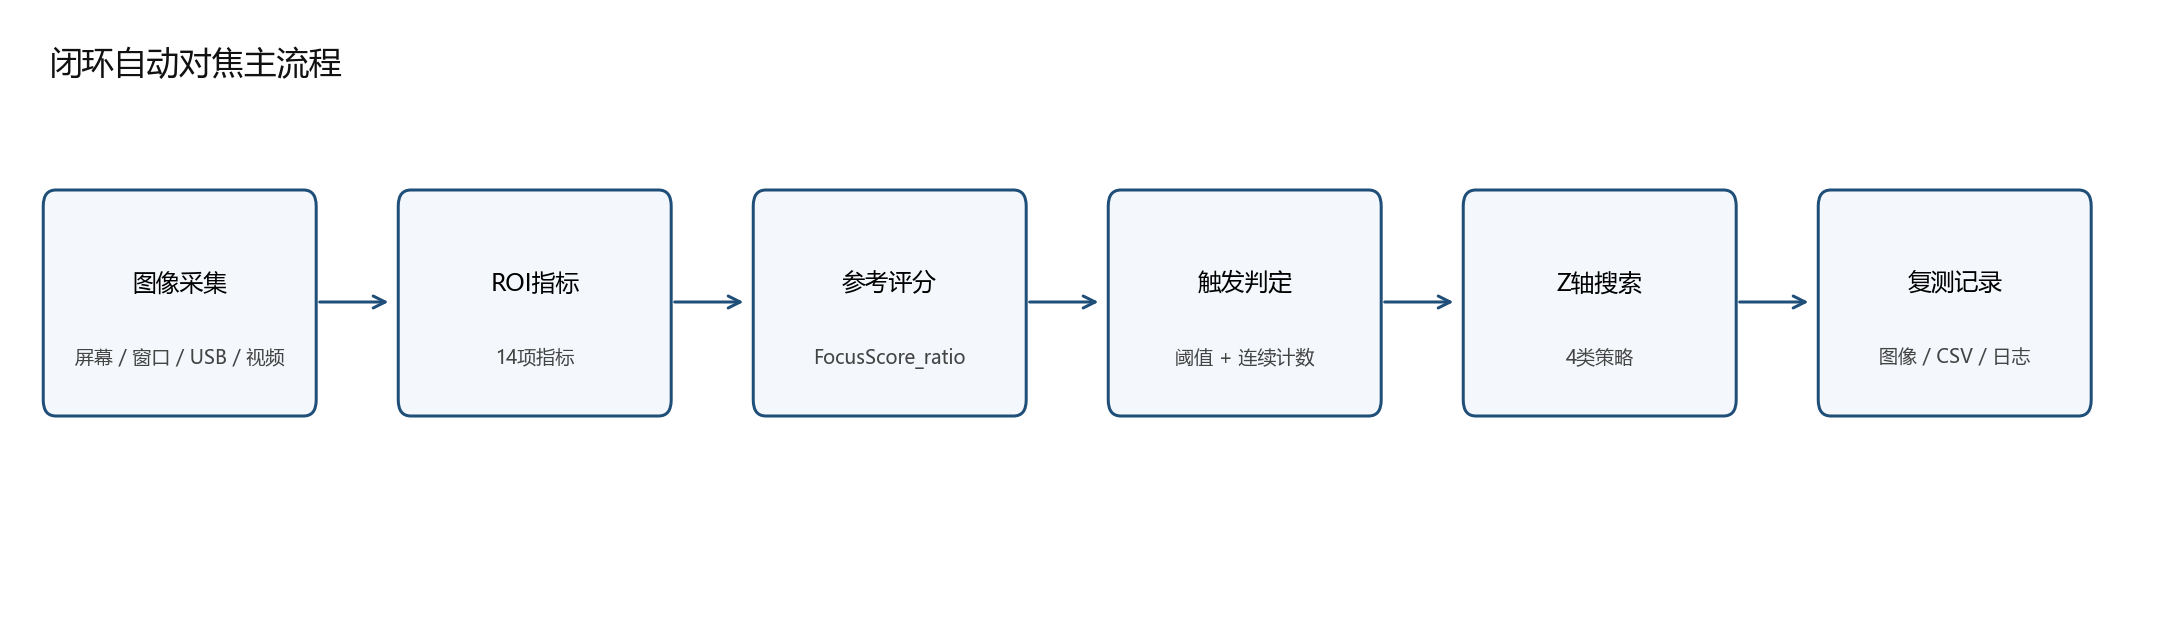 闭环自动对焦主流程
图像采集
屏幕 / 窗口 / USB / 视频
ROI指标
14项指标
参考评分
FocusScore_ratio
触发判定
阈值 + 连续计数
Z轴搜索
4类策略
复测记录
图像 / CSV / 日志